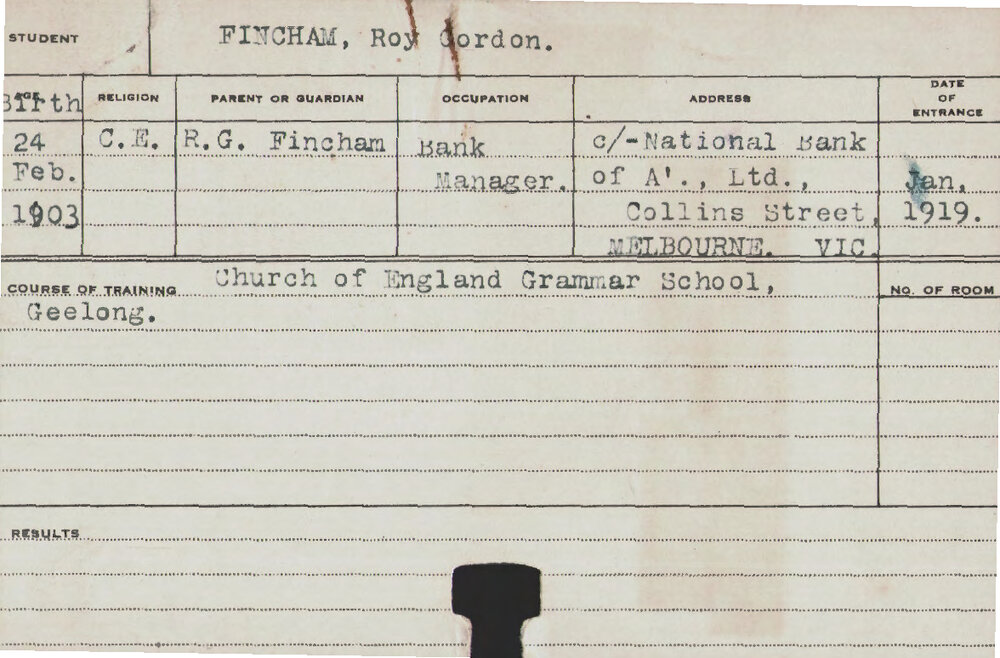 STUDENT FINCHAM, Roy Gordon.
Birth RELIGION PARENT OR GUARDIAN OCCUPATION ADDRESS DATE OF ENTRANCE
24 C.E. R.G. Fincham Bank c/-National Bank
Feb. Manager. of A'., Ltd., Jan.
1903 Collins Street, 1919.
MELBOURNE. VIC.
COURSE OF TRAINING Church of England Grammar School, NO. OF ROOM
Geelong.
RESULTS